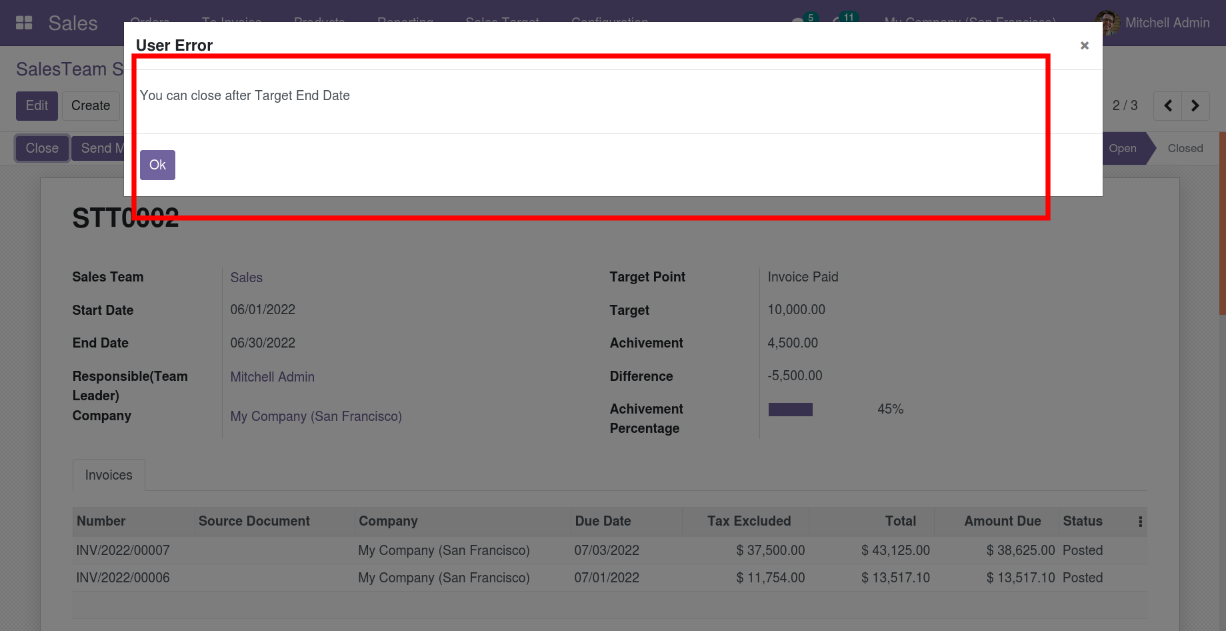 Sales Orders To Invoice Products Reporting Sales Target Configuration 5 11 My Company (San Francisco) Mitchell Admin
User Error ×
SalesTeam S
You can close after Target End Date
Edit Create 2 / 3
Close Send M Open Closed
Ok
STT0002
Sales Team Sales Target Point Invoice Paid
Start Date 06/01/2022 Target 10,000.00
End Date 06/30/2022 Achivement 4,500.00
Responsible(Team Mitchell Admin Difference -5,500.00
Leader)
Company My Company (San Francisco) Achivement 45%
Percentage
Invoices
Number Source Document Company Due Date Tax Excluded Total Amount Due Status
INV/2022/00007 My Company (San Francisco) 07/03/2022 $ 37,500.00 $ 43,125.00 $ 38,625.00 Posted
INV/2022/00006 My Company (San Francisco) 07/01/2022 $ 11,754.00 $ 13,517.10 $ 13,517.10 Posted